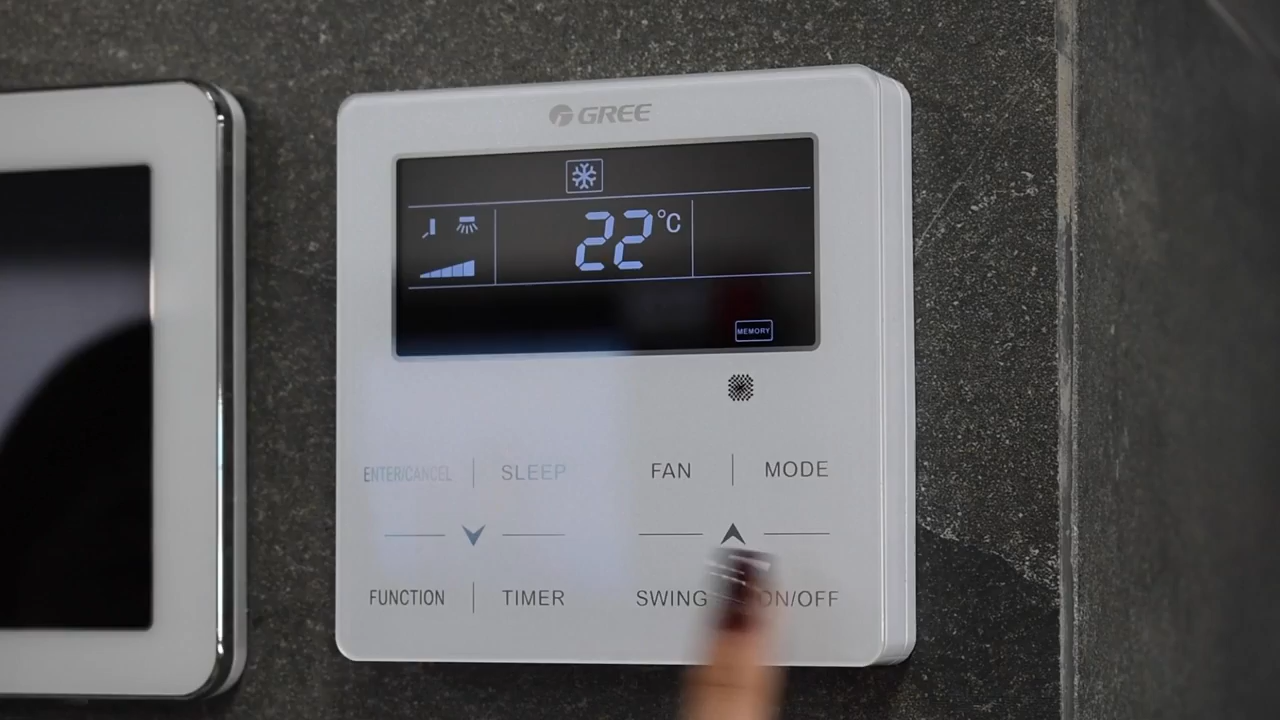 GREE
22°C
MEMORY
ENTER/CANCEL SLEEP FAN MODE
FUNCTION TIMER SWING ON/OFF